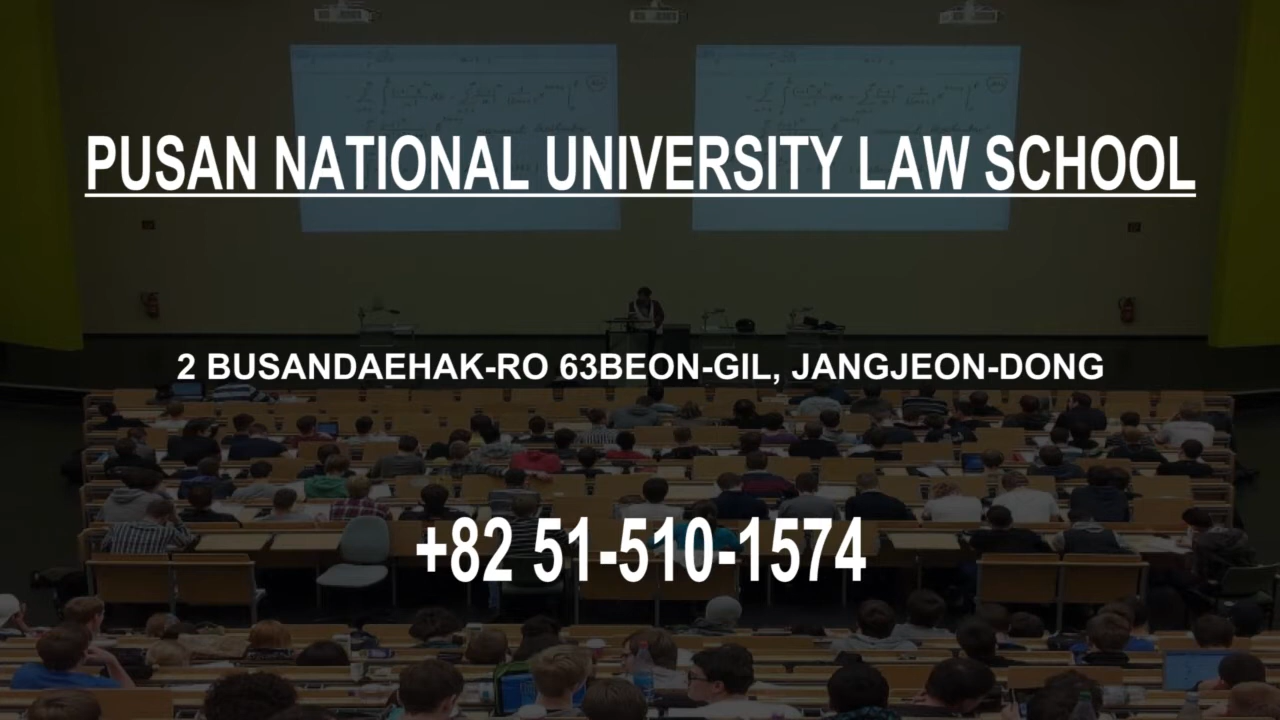 PUSAN NATIONAL UNIVERSITY LAW SCHOOL
2 BUSANDAEHAK-RO 63BEON-GIL, JANGJEON-DONG
+82 51-510-1574